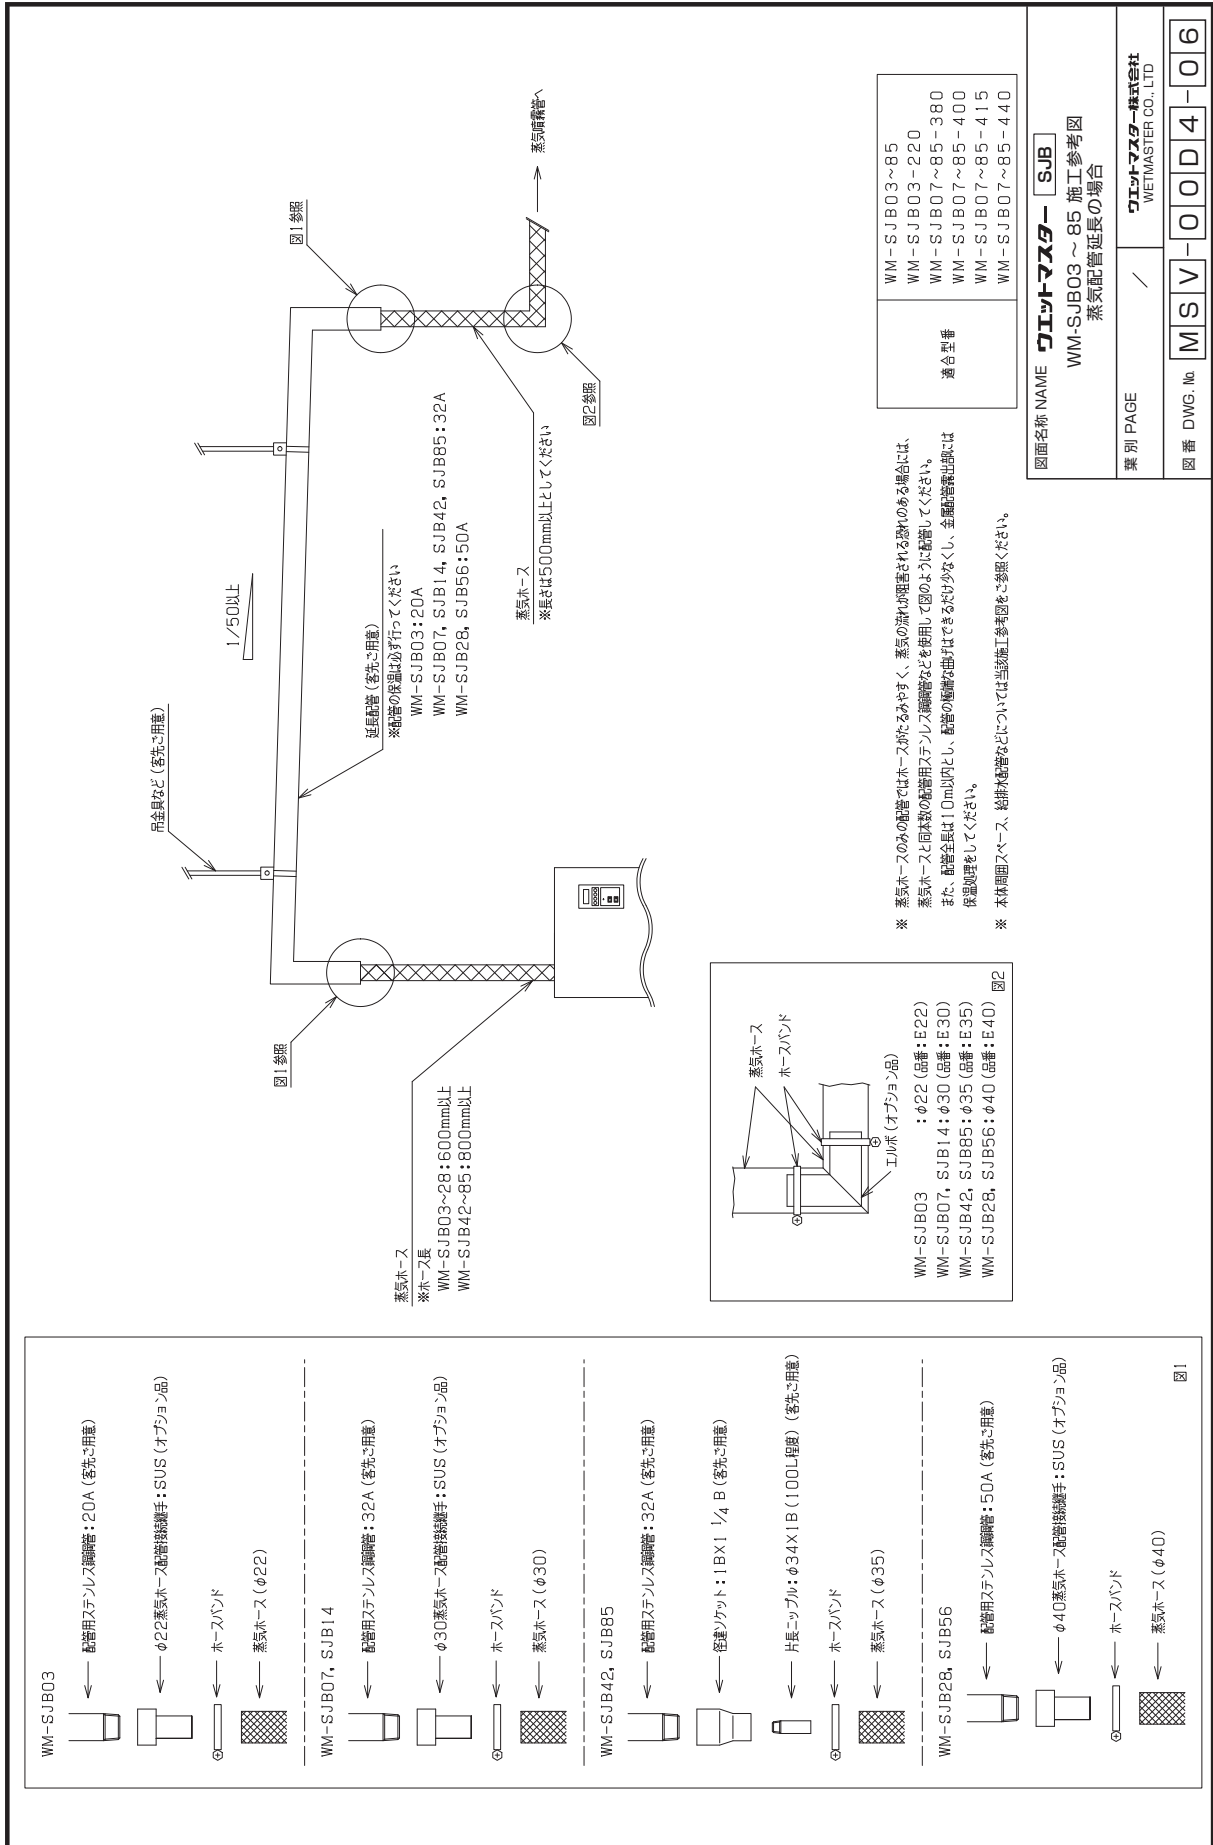 WM-SJB03
配管用ステンレス鋼鋼管：20A（客先ご用意）
φ22蒸気ホース配管接続継手：SUS（オプション品）
ホースバンド
蒸気ホース（φ22）
WM-SJB07, SJB14
配管用ステンレス鋼鋼管：32A（客先ご用意）
φ30蒸気ホース配管接続継手：SUS（オプション品）
ホースバンド
蒸気ホース（φ30）
WM-SJB42, SJB85
配管用ステンレス鋼鋼管：32A（客先ご用意）
径違ソケット：1BX1 1/4 B（客先ご用意）
片長ニップル：φ34X1B（100L程度）（客先ご用意）
ホースバンド
蒸気ホース（φ35）
WM-SJB28, SJB56
配管用ステンレス鋼鋼管：50A（客先ご用意）
φ40蒸気ホース配管接続継手：SUS（オプション品）
ホースバンド
蒸気ホース（φ40）
図1
吊金具など（客先ご用意）
1/50以上
図1参照
図1参照
蒸気噴霧管へ
延長配管（客先ご用意）
※配管の保温は必ず行ってください
WM-SJB03：20A
WM-SJB07, SJB14, SJB42, SJB85：32A
WM-SJB28, SJB56：50A
蒸気ホース
※長さは500mm以上としてください
図2参照
蒸気ホース
※ホース長
WM-SJB03~28：600mm以上
WM-SJB42~85：800mm以上
蒸気ホース
ホースバンド
エルボ（オプション品）
WM-SJB03 ：φ22（品番：E22）
WM-SJB07, SJB14：φ30（品番：E30）
WM-SJB42, SJB85：φ35（品番：E35）
WM-SJB28, SJB56：φ40（品番：E40）
図2
※ 蒸気ホースのみの配管ではホースがたるみやすく、蒸気の流れが阻害される恐れのある場合には、
蒸気ホースと同本数の配管用ステンレス鋼鋼管などを使用して図のように配管してください。
また、配管全長は10m以内とし、配管の極端な曲げはできるだけ少なくし、金属配管露出部には
保温処理をしてください。
※ 本体周囲スペース、給排水配管などについては当該施工参考図をご参照ください。
適合型番
WM-SJB03~85
WM-SJB03-220
WM-SJB07~85-380
WM-SJB07~85-400
WM-SJB07~85-415
WM-SJB07~85-440
図面名称 NAME ウエットマスター SJB
WM-SJB03 ~ 85 施工参考図
蒸気配管延長の場合
葉別 PAGE /
ウエットマスター株式会社
WETMASTER CO., LTD
図番 DWG. № MSV-00D4-06